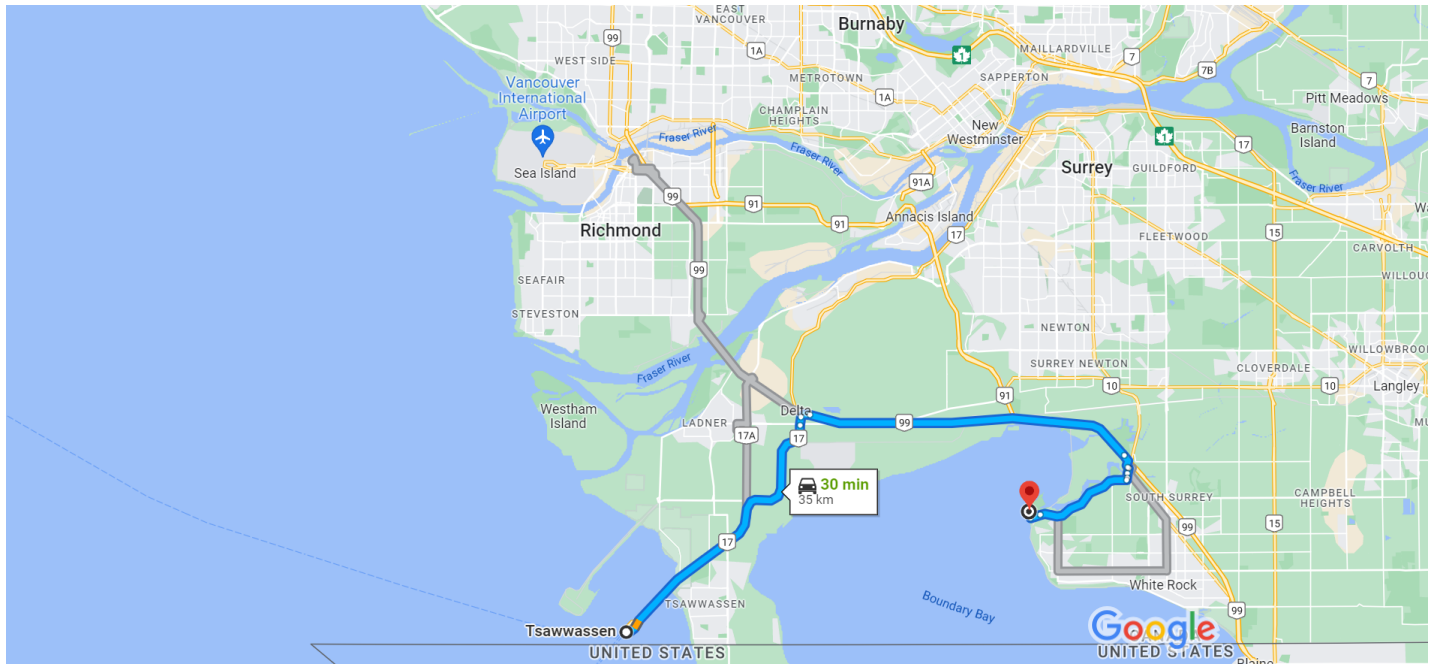 EAST
VANCOUVER
Burnaby
99
1A
MAILLARDVILLE
1
7
WEST SIDE
7B
7
METROTOWN
SAPPERTON
Vancouver
International
Airport
1A
Pitt Meadows
CHAMPLAIN
HEIGHTS
New
Westminster
Barnston
Island
Fraser River
1
17
Fraser River
Sea Island
Surrey
GUILDFORD
91A
Fraser River
99
91
Annacis Island
91
17
Richmond
15
FLEETWOOD
CARVOLTH
99
SEAFAIR
WILLOUG
STEVESTON
NEWTON
WILLOWBROO
Fraser River
SURREY NEWTON
CLOVERDALE
10
10
Langley
91
Westham
Island
Delta
LADNER
99
17A
17
30 min
35 km
SOUTH SURREY
CAMPBELL
HEIGHTS
99
15
17
White Rock
TSAWWASSEN
Boundary Bay
99
Tsawwassen
Google
UNITED STATES
UNITED STATES
Blaine